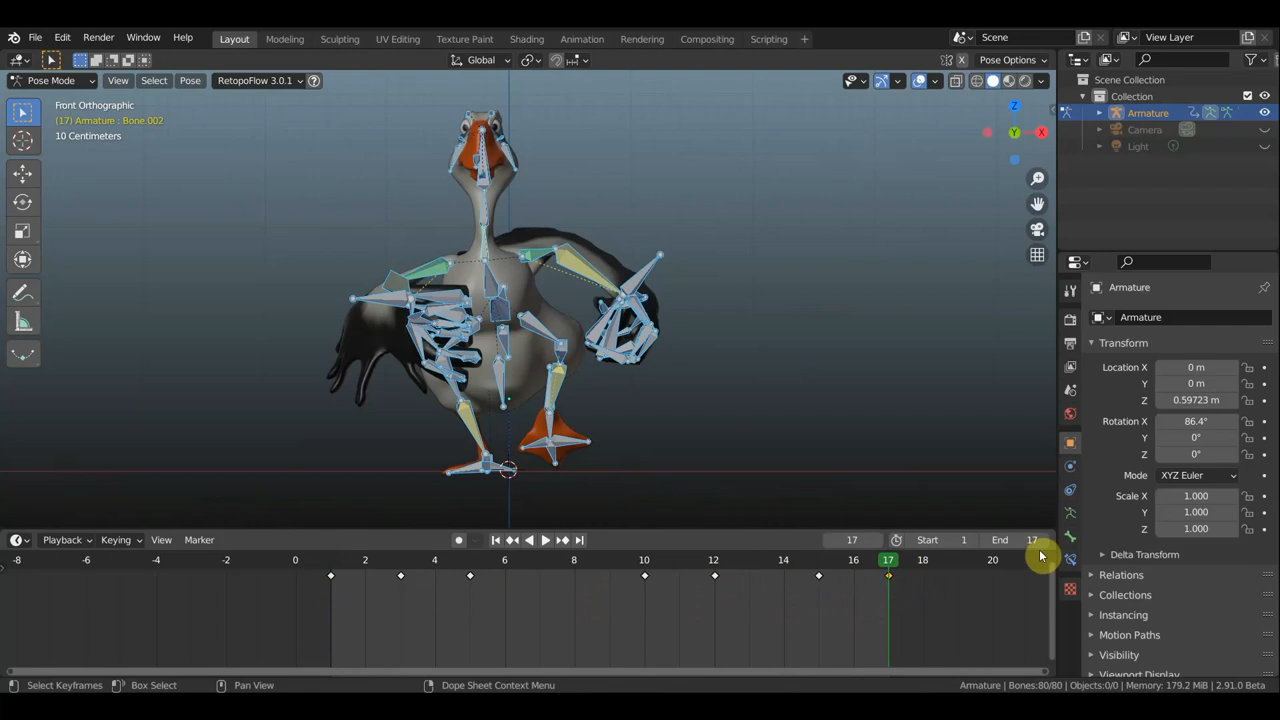 File Edit Render Window Help Layout Modeling Sculpting UV Editing Texture Paint Shading Animation Rendering Compositing Scripting + Scene View Layer
Global Pose Options
Pose Mode View Select Pose RetopoFlow 3.0.1
Front Orthographic
(17) Armature : Bone.002
10 Centimeters
Z
Y
X
Scene Collection
Collection
Armature
Camera
Light
Armature
Armature
Transform
Location X 0 m
Y 0 m
Z 0.59723 m
Rotation X 86.4°
Y 0°
Z 0°
Mode XYZ Euler
Scale X 1.000
Y 1.000
Z 1.000
Delta Transform
Relations
Collections
Instancing
Motion Paths
Visibility
Viewport Display
Playback Keying View Marker 17 Start 1 End 17
-8 -6 -4 -2 0 2 4 6 8 10 12 14 16 17 18 20
Select Keyframes Box Select Pan View Dope Sheet Context Menu Armature | Bones:80/80 | Objects:0/0 | Memory: 179.2 MiB | 2.91.0 Beta